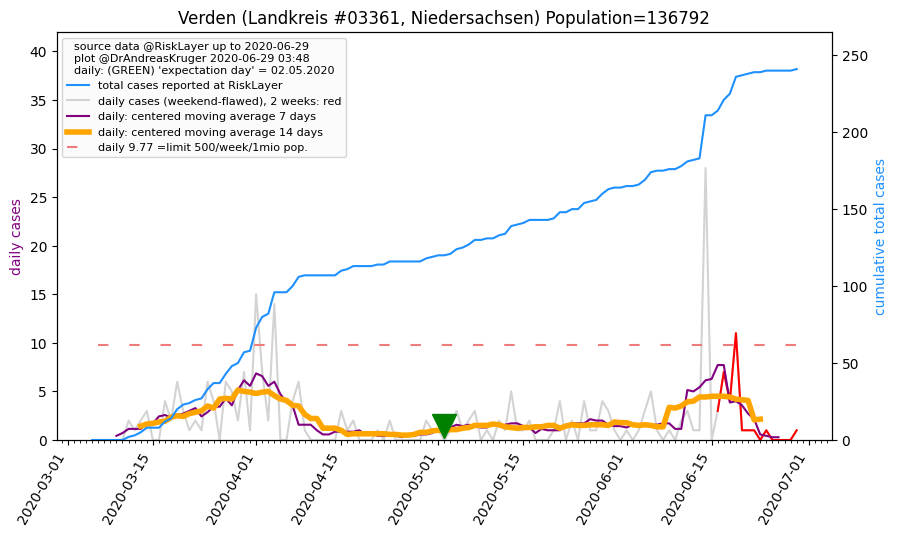 Verden (Landkreis #03361, Niedersachsen) Population=136792
source data @RiskLayer up to 2020-06-29
plot @DrAndreasKruger 2020-06-29 03:48
daily: (GREEN) 'expectation day' = 02.05.2020
total cases reported at RiskLayer
daily cases (weekend-flawed), 2 weeks: red
daily: centered moving average 7 days
daily: centered moving average 14 days
daily 9.77 =limit 500/week/1mio pop.
daily cases
40
35
30
25
20
15
10
5
0
250
200
150
100
50
0
cumulative total cases
2020-03-01
2020-03-15
2020-04-01
2020-04-15
2020-05-01
2020-05-15
2020-06-01
2020-06-15
2020-07-01